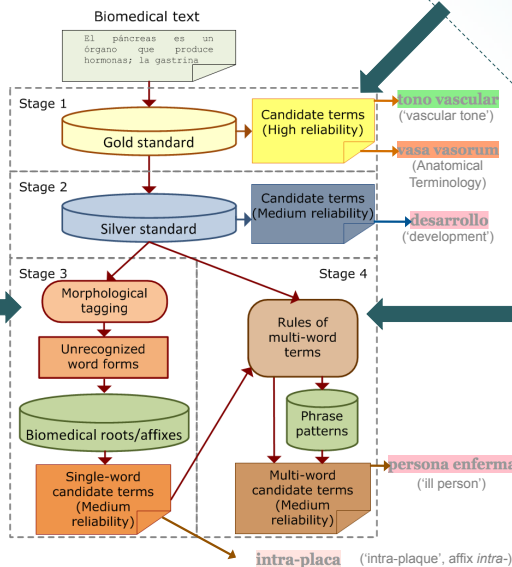 Biomedical text
El páncreas es un
órgano que produce
hormonas; la gastrina
Stage 1
Gold standard
Candidate terms
(High reliability)
tono vascular
('vascular tone')
vasa vasorum
(Anatomical
Terminology)
Stage 2
Silver standard
Candidate terms
(Medium reliability)
desarrollo
('development')
Stage 3
Morphological
tagging
Unrecognized
word forms
Biomedical roots/affixes
Single-word
candidate terms
(Medium
reliability)
Stage 4
Rules of
multi-word
terms
Phrase
patterns
Multi-word
candidate terms
(Medium
reliability)
persona enferma
('ill person')
intra-placa ('intra-plaque', affix intra-)